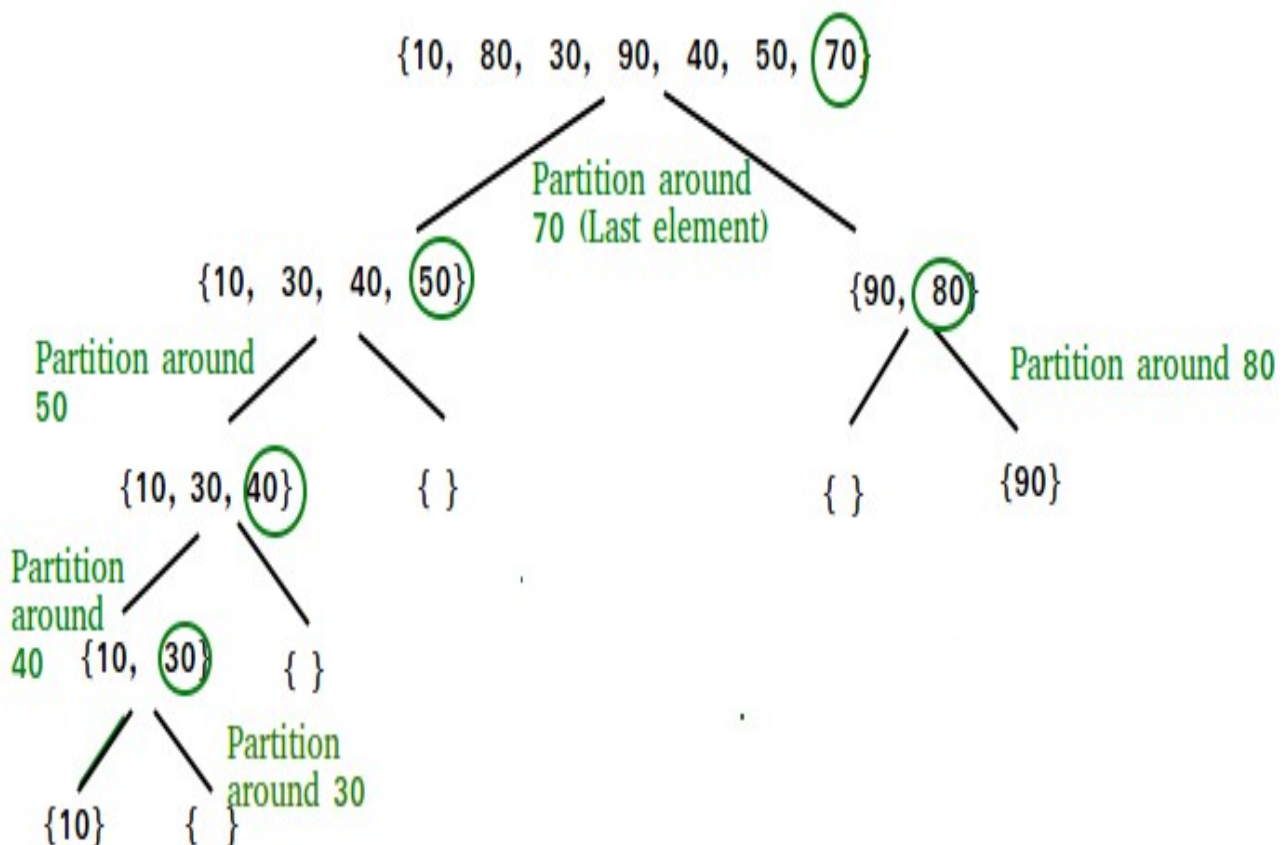 {10, 80, 30, 90, 40, 50, 70}
Partition around
70 (Last element)
{10, 30, 40, 50}
{90, 80}
Partition around
50
Partition around 80
{10, 30, 40}
{ }
{ }
{90}
Partition
around
40
{10, 30}
{ }
Partition
around 30
{10}
{ }